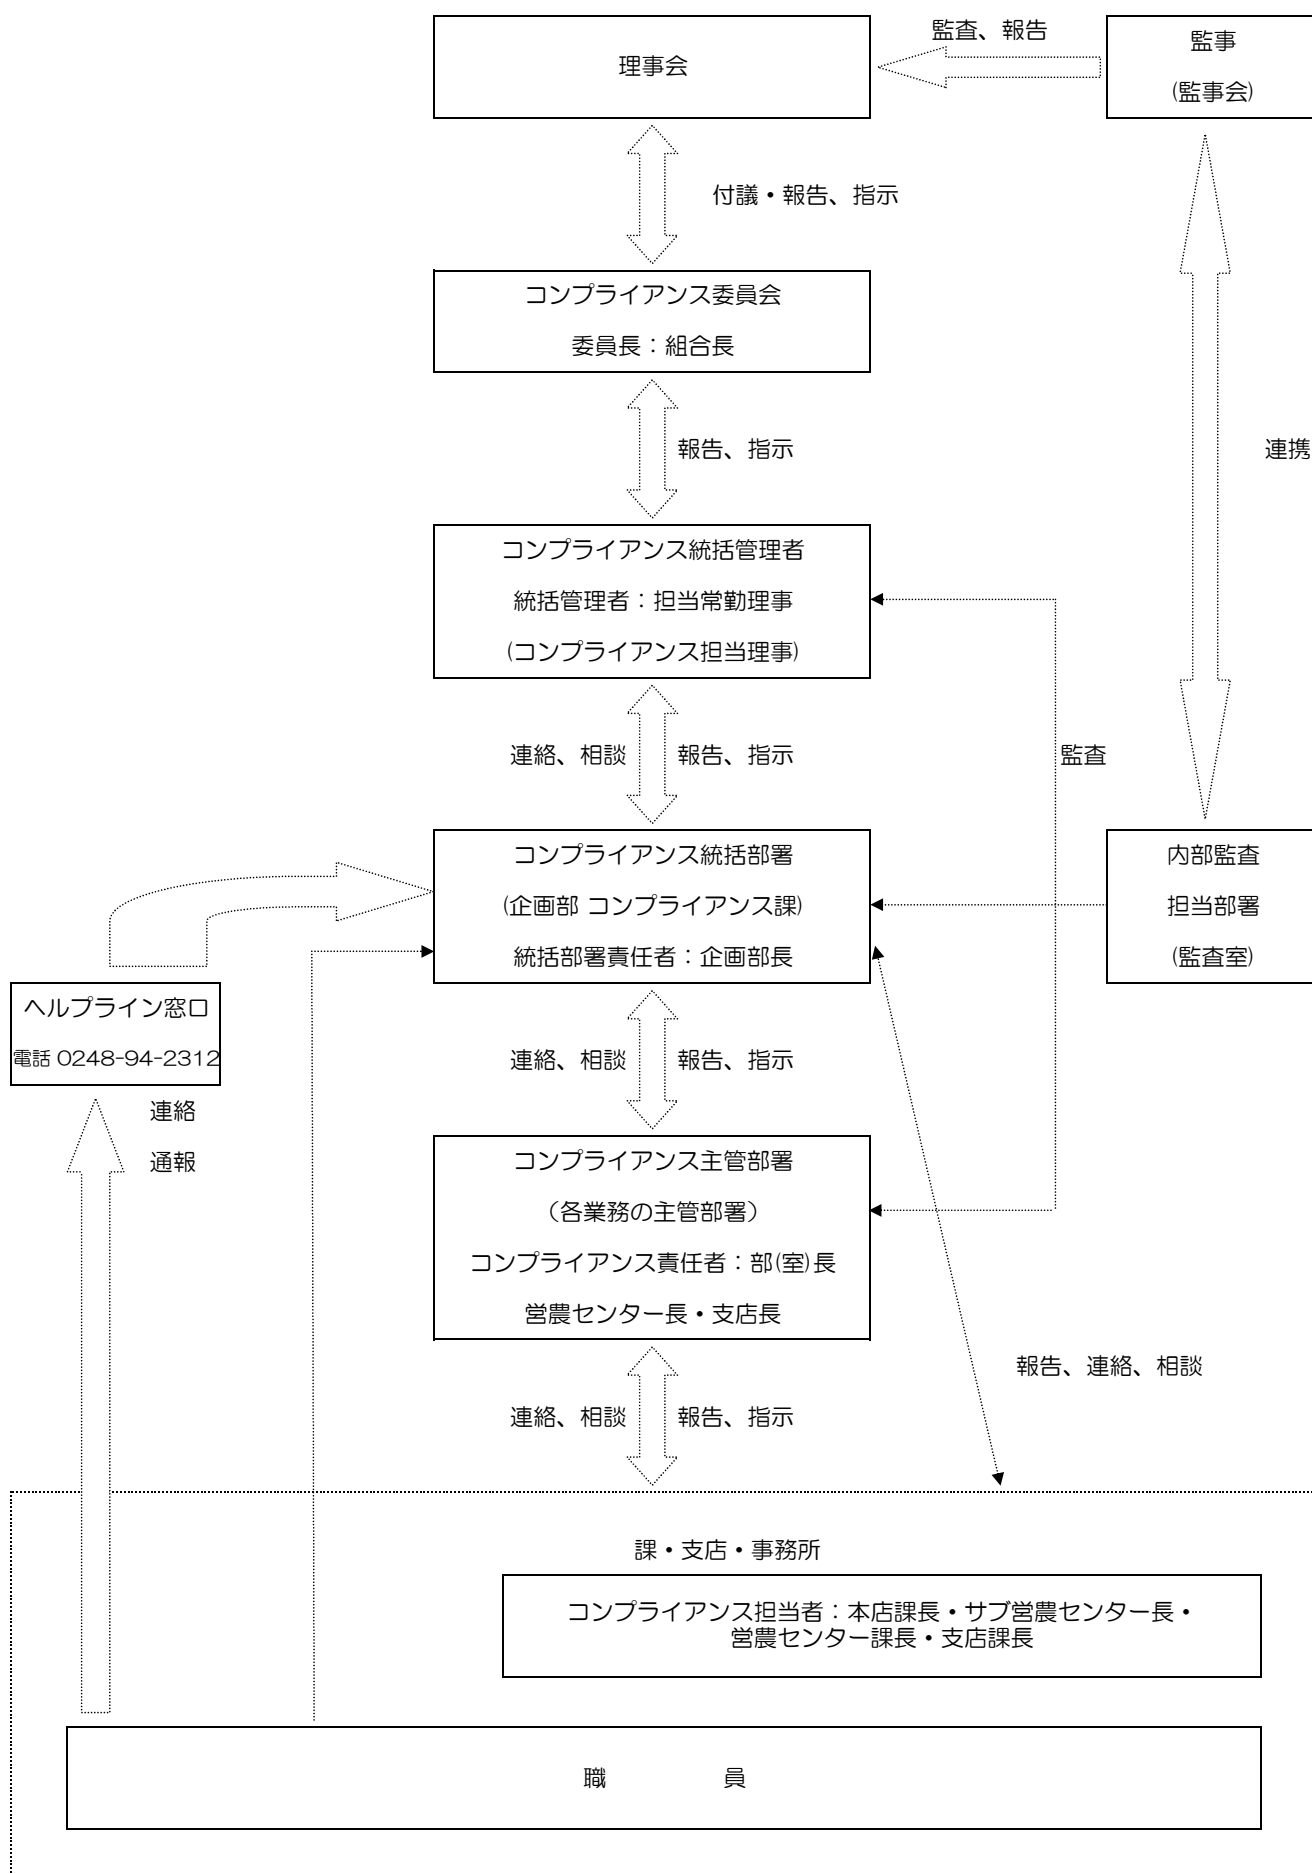 監査、報告
理事会
監事
(監事会)
付議・報告、指示
コンプライアンス委員会
委員長：組合長
報告、指示
連携
コンプライアンス統括管理者
統括管理者：担当常勤理事
(コンプライアンス担当理事)
連絡、相談
報告、指示
監査
コンプライアンス統括部署
(企画部 コンプライアンス課)
統括部署責任者：企画部長
内部監査
担当部署
(監査室)
ヘルプライン窓口
電話 0248-94-2312
連絡、相談
報告、指示
連絡
通報
コンプライアンス主管部署
（各業務の主管部署）
コンプライアンス責任者：部(室)長
営農センター長・支店長
報告、連絡、相談
連絡、相談
報告、指示
課・支店・事務所
コンプライアンス担当者：本店課長・サブ営農センター長・
営農センター課長・支店課長
職　　　員